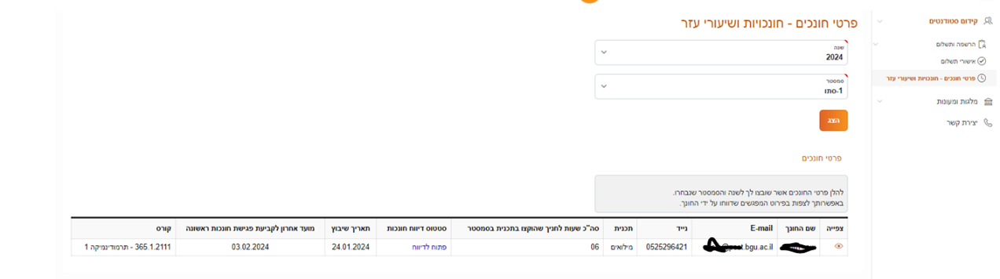 קידום סטודנטים
הרשמה ותשלום
אישורי תשלום
פרטי חונכים - חונכויות ושיעורי עזר
מלגות ומעונות
יצירת קשר
פרטי חונכים - חונכויות ושיעורי עזר
שנה
2024
סמסטר
1-סתו
הצג
פרטי חונכים
להלן פרטי החונכים אשר שובצו לך לשנה והסמסטר שנבחרו.
באפשרותך לצפות בפירוט המפגשים שדווחו על ידי החונך.
צפייה שם החונך E-mail נייד תכנית סה"כ שעות לחניך שהוקצו בתכנית בסמסטר סטטוס דיווח חונכות תאריך שיבוץ מועד אחרון לקביעת פגישת חונכות ראשונה קורס
bgu.ac.il 0525296421 מילואים 06 פתוח לדיווח 24.01.2024 03.02.2024 365.1.2111 - תרמודינמיקה 1